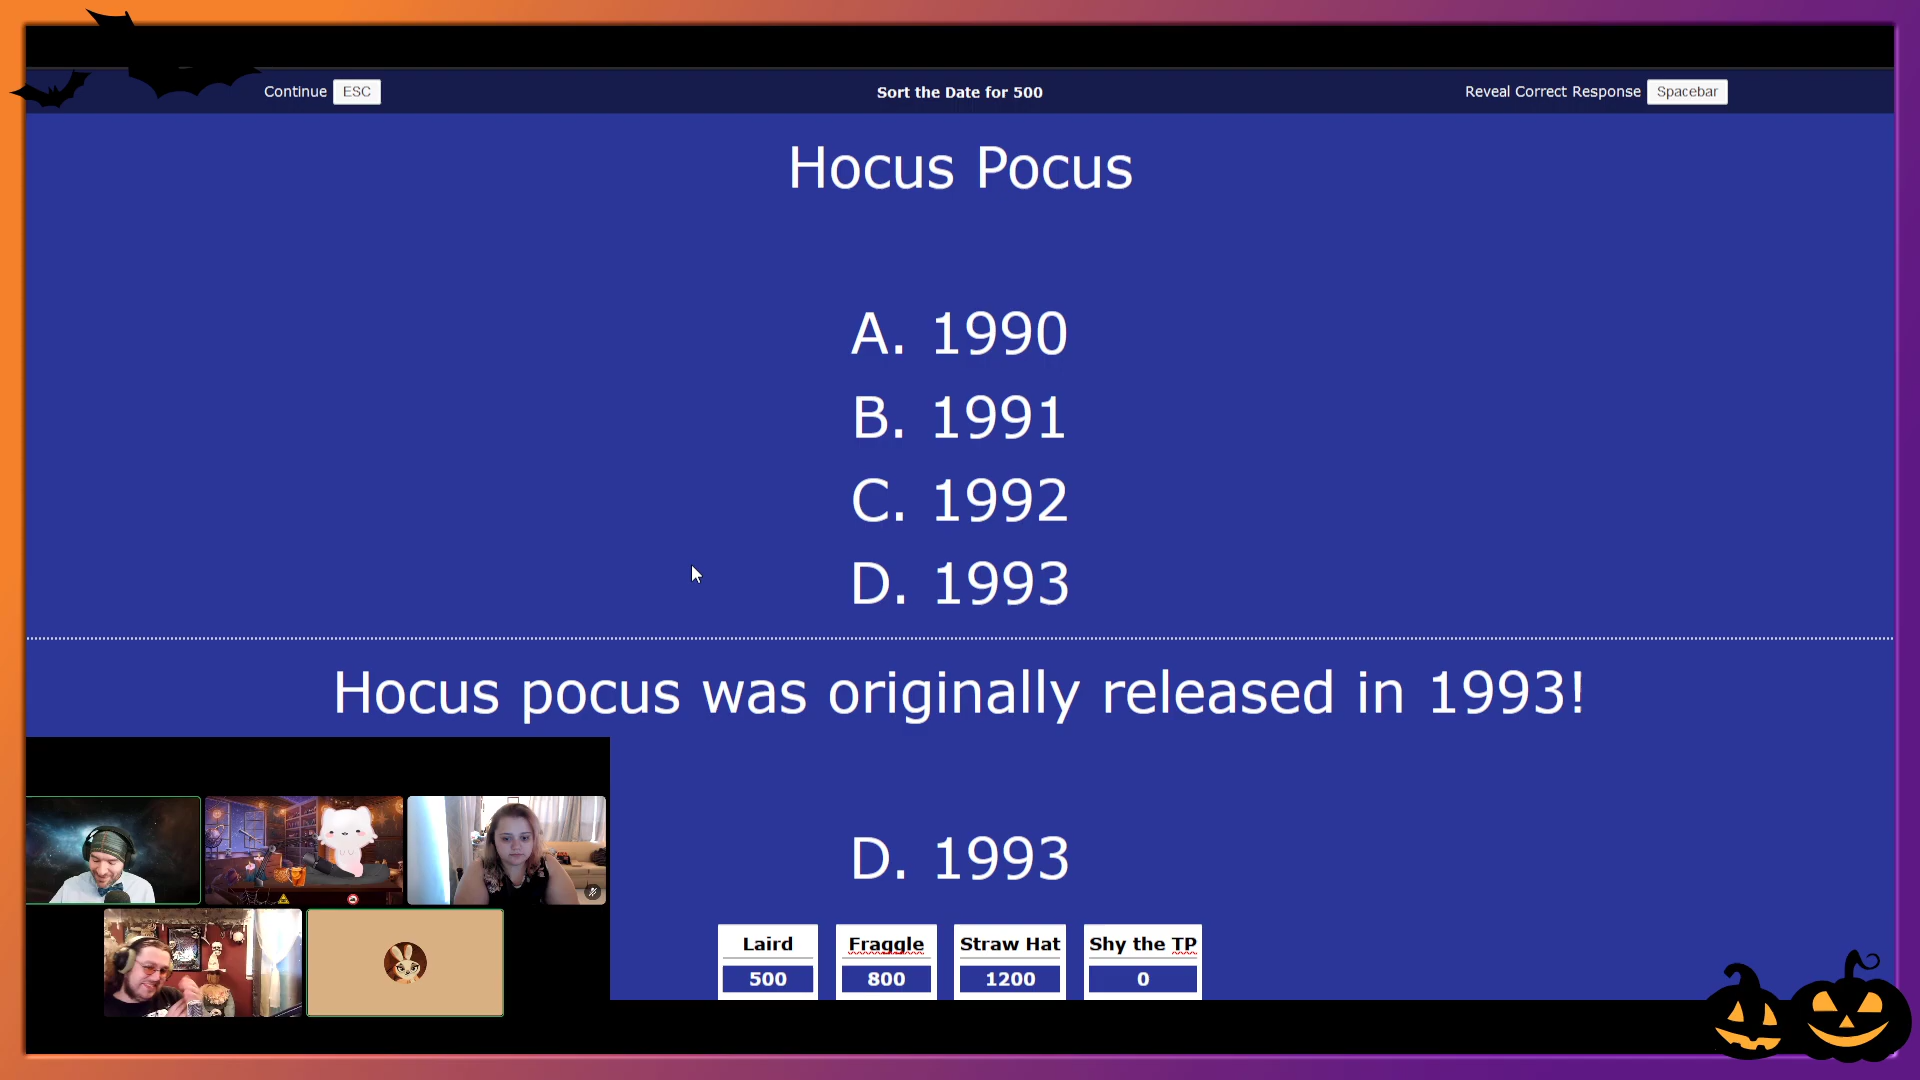 Continue ESC
Sort the Date for 500
Reveal Correct Response Spacebar
Hocus Pocus
A. 1990
B. 1991
C. 1992
D. 1993
Hocus pocus was originally released in 1993!
D. 1993
Laird Fraggle Straw Hat Shy the TP
500 800 1200 0